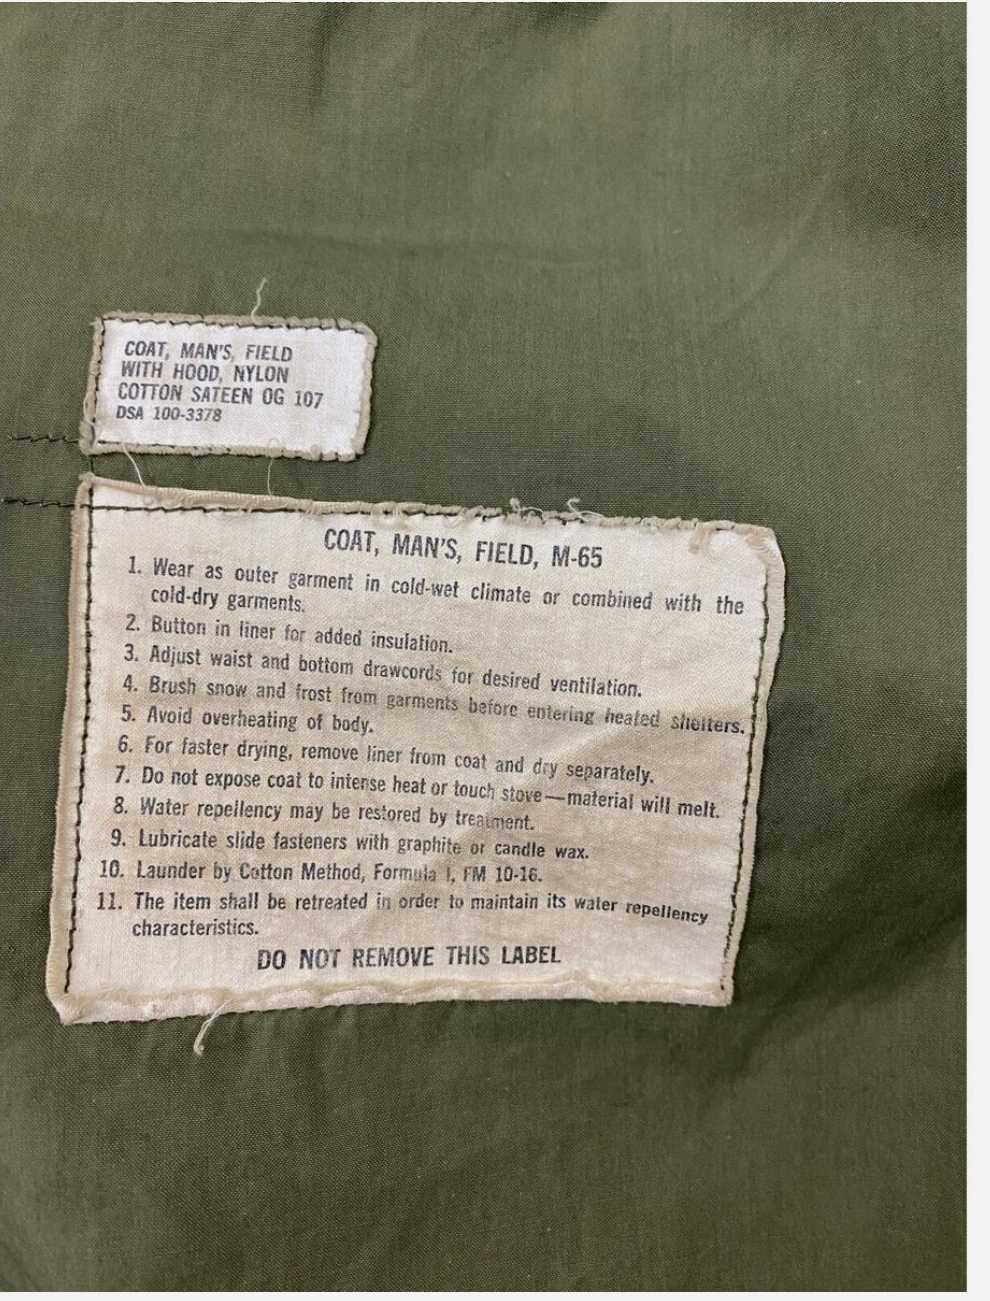 COAT, MAN'S, FIELD
WITH HOOD, NYLON
COTTON SATEEN OG 107
DSA 100-3378
COAT, MAN'S, FIELD, M-65
1. Wear as outer garment in cold-wet climate or combined with the
cold-dry garments.
2. Button in liner for added insulation.
3. Adjust waist and bottom drawcords for desired ventilation.
4. Brush snow and frost from garments before entering heated shelters.
5. Avoid overheating of body.
6. For faster drying, remove liner from coat and dry separately.
7. Do not expose coat to intense heat or touch stove—material will melt.
8. Water repellency may be restored by treatment.
9. Lubricate slide fasteners with graphite or candle wax.
10. Launder by Cotton Method, Formula I, FM 10-16.
11. The item shall be retreated in order to maintain its water repellency
characteristics.
DO NOT REMOVE THIS LABEL